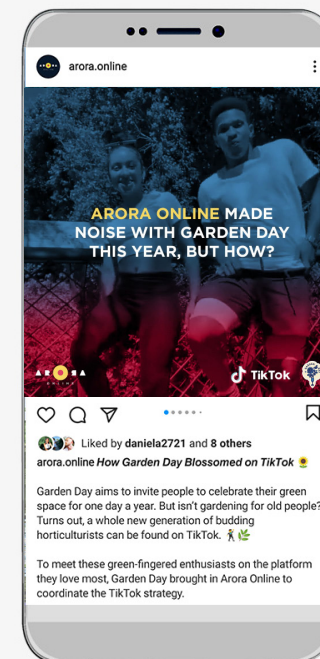 arora.online
ARORA ONLINE MADE
NOISE WITH GARDEN DAY
THIS YEAR, BUT HOW?
ARORA
ONLINE
TikTok
Liked by daniela2721 and 8 others
arora.online How Garden Day Blossomed on TikTok 🌻
Garden Day aims to invite people to celebrate their green
space for one day a year. But isn't gardening for old people?
Turns out, a whole new generation of budding
horticulturists can be found on TikTok. 🕺🌿
To meet these green-fingered enthusiasts on the platform
they love most, Garden Day brought in Arora Online to
coordinate the TikTok strategy.